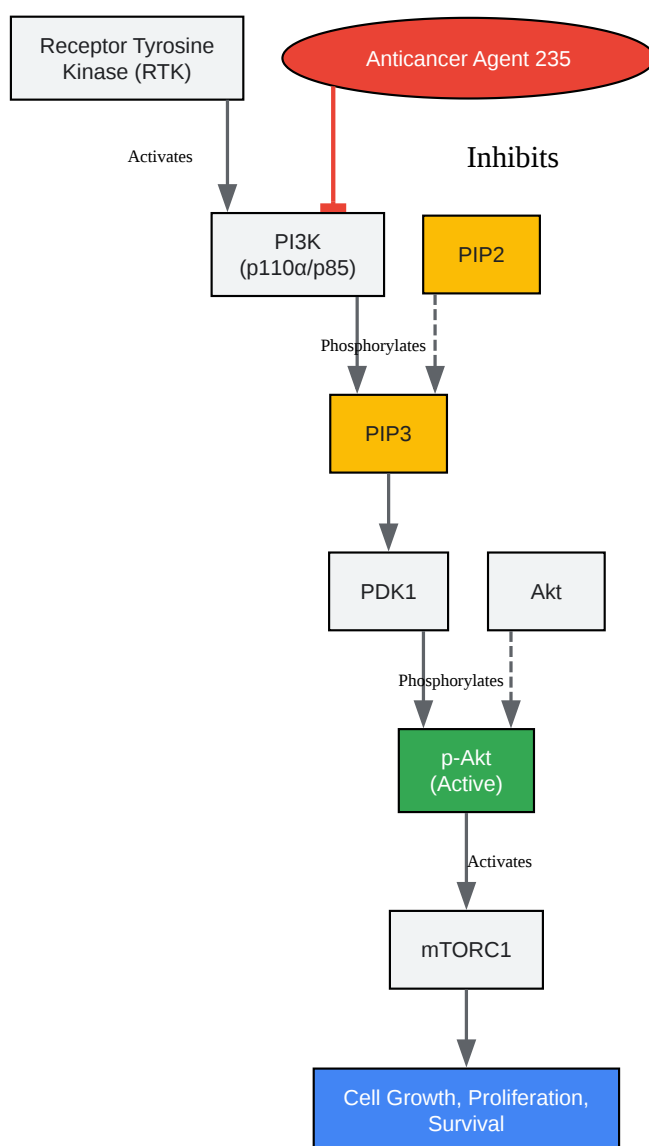 Receptor Tyrosine
Kinase (RTK)
Anticancer Agent 235
Activates
Inhibits
PI3K
(p110α/p85)
PIP2
Phosphorylates
PIP3
PDK1
Akt
Phosphorylates
p-Akt
(Active)
Activates
mTORC1
Cell Growth, Proliferation,
Survival